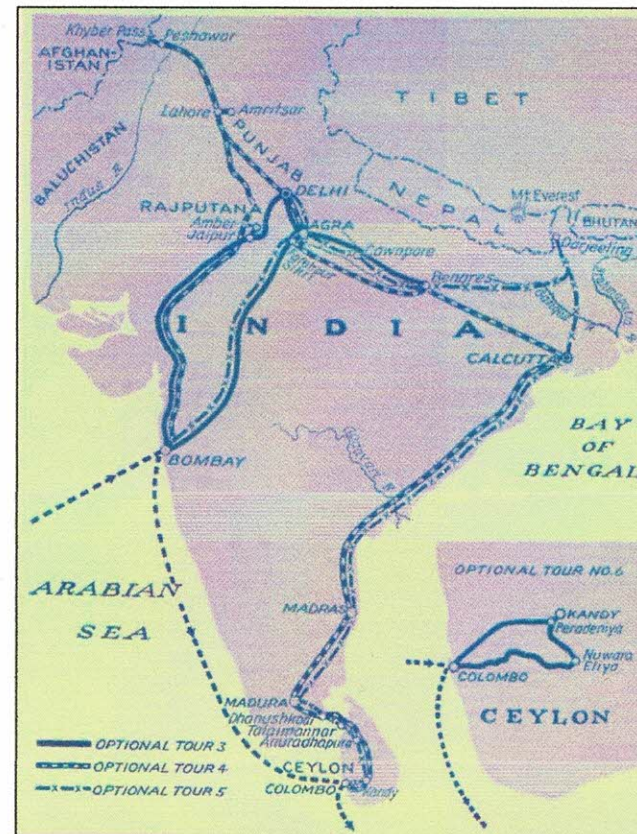 Khyber Pass
Peshawar
AFGHAN-
ISTAN
TIBET
Lahore
Amritsar
PUNJAB
BALUCHISTAN
Indus R
DELHI
NEPAL
Mt Everest
BHUTAN
RAJPUTANA
Amber
Jaipur
AGRA
Cawnpore
Darjeeling
Sikri
Benares
INDIA
CALCUTTA
BAY
OF
BENGAL
BOMBAY
OPTIONAL TOUR NO.6
ARABIAN
SEA
MADRAS
KANDY
Peradeniya
Nuwara
Eliya
COLOMBO
CEYLON
MADURA
Dhanushkodi
Talaimannar
Anuradhapura
OPTIONAL TOUR 3
OPTIONAL TOUR 4
OPTIONAL TOUR 5
CEYLON
COLOMBO
Kandy